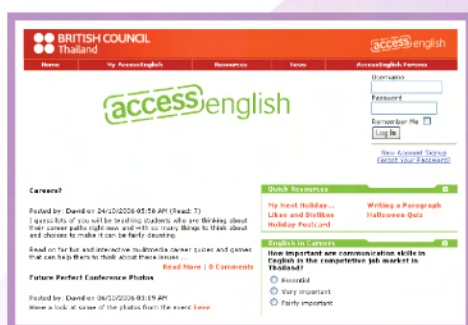 BRITISH COUNCIL
Thailand
access english
Home
My AccessEnglish
Resources
News
AccessEnglish Forums
access english
Username
Password
Remember Me
Log In
New Account Signup
Forgot Your Password?
Careers?
Posted by: David on 24/10/2006 05:56 AM (Read: 7)
I guess lots of you will be teaching students who are thinking about
their career paths right now and with so many things to think about
and choices to make it can be fairly daunting.
Read on for fun and interactive multimedia career quizes and games
that can help them to think about these issues ...
Read More | 0 Comments
Future Perfect Conference Photos
Posted by: David on 06/10/2006 03:09 AM
Have a look at some of the photos from the event here
Quick Resources
My Next Holiday...
Likes and Dislikes
Holiday Postcard
Writing a Paragraph
Halloween Quiz
English in Careers
How important are
communication skills in
English in the competitive job market in
Thailand?
Essential
Very important
Fairly important